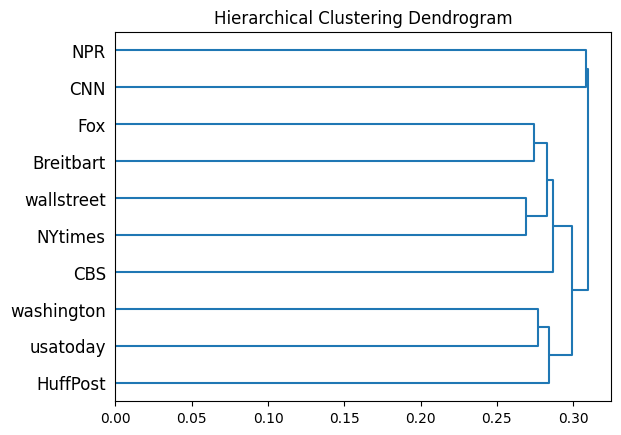 Hierarchical Clustering Dendrogram
NPR
CNN
Fox
Breitbart
wallstreet
NYtimes
CBS
washington
usatoday
HuffPost
0.00 0.05 0.10 0.15 0.20 0.25 0.30